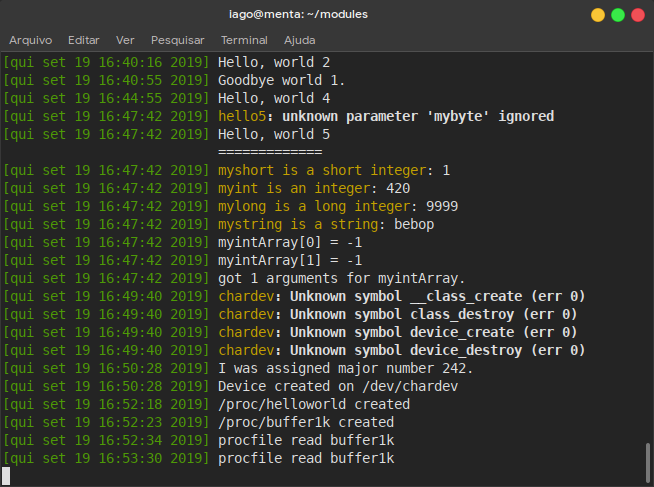 lago@menta: ~/modules
Arquivo Editar Ver Pesquisar Terminal Ajuda
[qui set 19 16:40:16 2019] Hello, world 2
[qui set 19 16:40:55 2019] Goodbye world 1.
[qui set 19 16:44:55 2019] Hello, world 4
[qui set 19 16:47:42 2019] hello5: unknown parameter 'mybyte' ignored
[qui set 19 16:47:42 2019] Hello, world 5
=============
[qui set 19 16:47:42 2019] myshort is a short integer: 1
[qui set 19 16:47:42 2019] myint is an integer: 420
[qui set 19 16:47:42 2019] mylong is a long integer: 9999
[qui set 19 16:47:42 2019] mystring is a string: bebop
[qui set 19 16:47:42 2019] myintArray[0] = -1
[qui set 19 16:47:42 2019] myintArray[1] = -1
[qui set 19 16:47:42 2019] got 1 arguments for myintArray.
[qui set 19 16:49:40 2019] chardev: Unknown symbol __class_create (err 0)
[qui set 19 16:49:40 2019] chardev: Unknown symbol class_destroy (err 0)
[qui set 19 16:49:40 2019] chardev: Unknown symbol device_create (err 0)
[qui set 19 16:49:40 2019] chardev: Unknown symbol device_destroy (err 0)
[qui set 19 16:50:28 2019] I was assigned major number 242.
[qui set 19 16:50:28 2019] Device created on /dev/chardev
[qui set 19 16:52:18 2019] /proc/helloworld created
[qui set 19 16:52:23 2019] /proc/buffer1k created
[qui set 19 16:52:34 2019] procfile read buffer1k
[qui set 19 16:53:30 2019] procfile read buffer1k